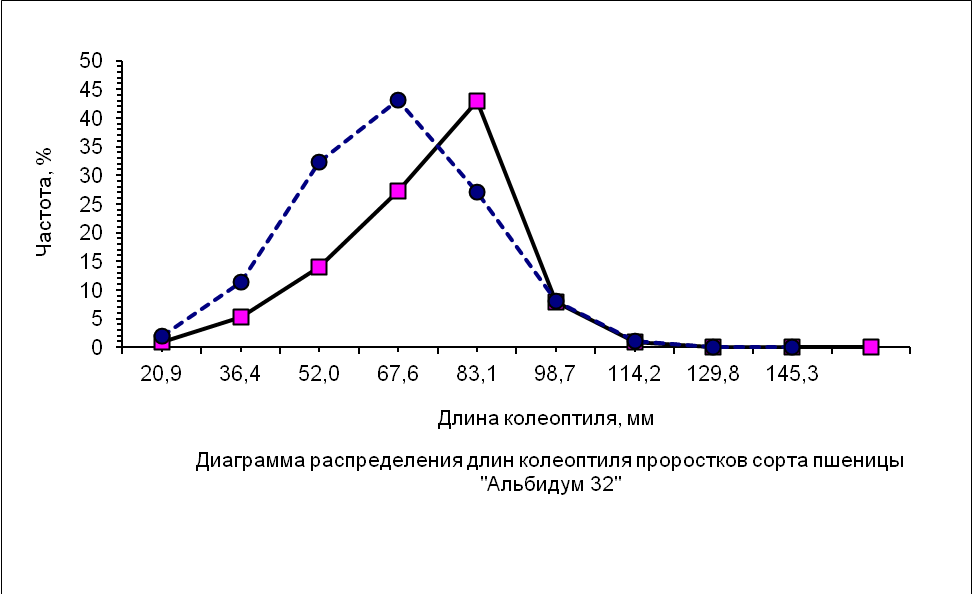 50
45
40
35
30
25
20
15
10
5
0
Частота, %
20,9 36,4 52,0 67,6 83,1 98,7 114,2 129,8 145,3
Длина колеоптиля, мм
Диаграмма распределения длин колеоптиля проростков сорта пшеницы
"Альбидум 32"